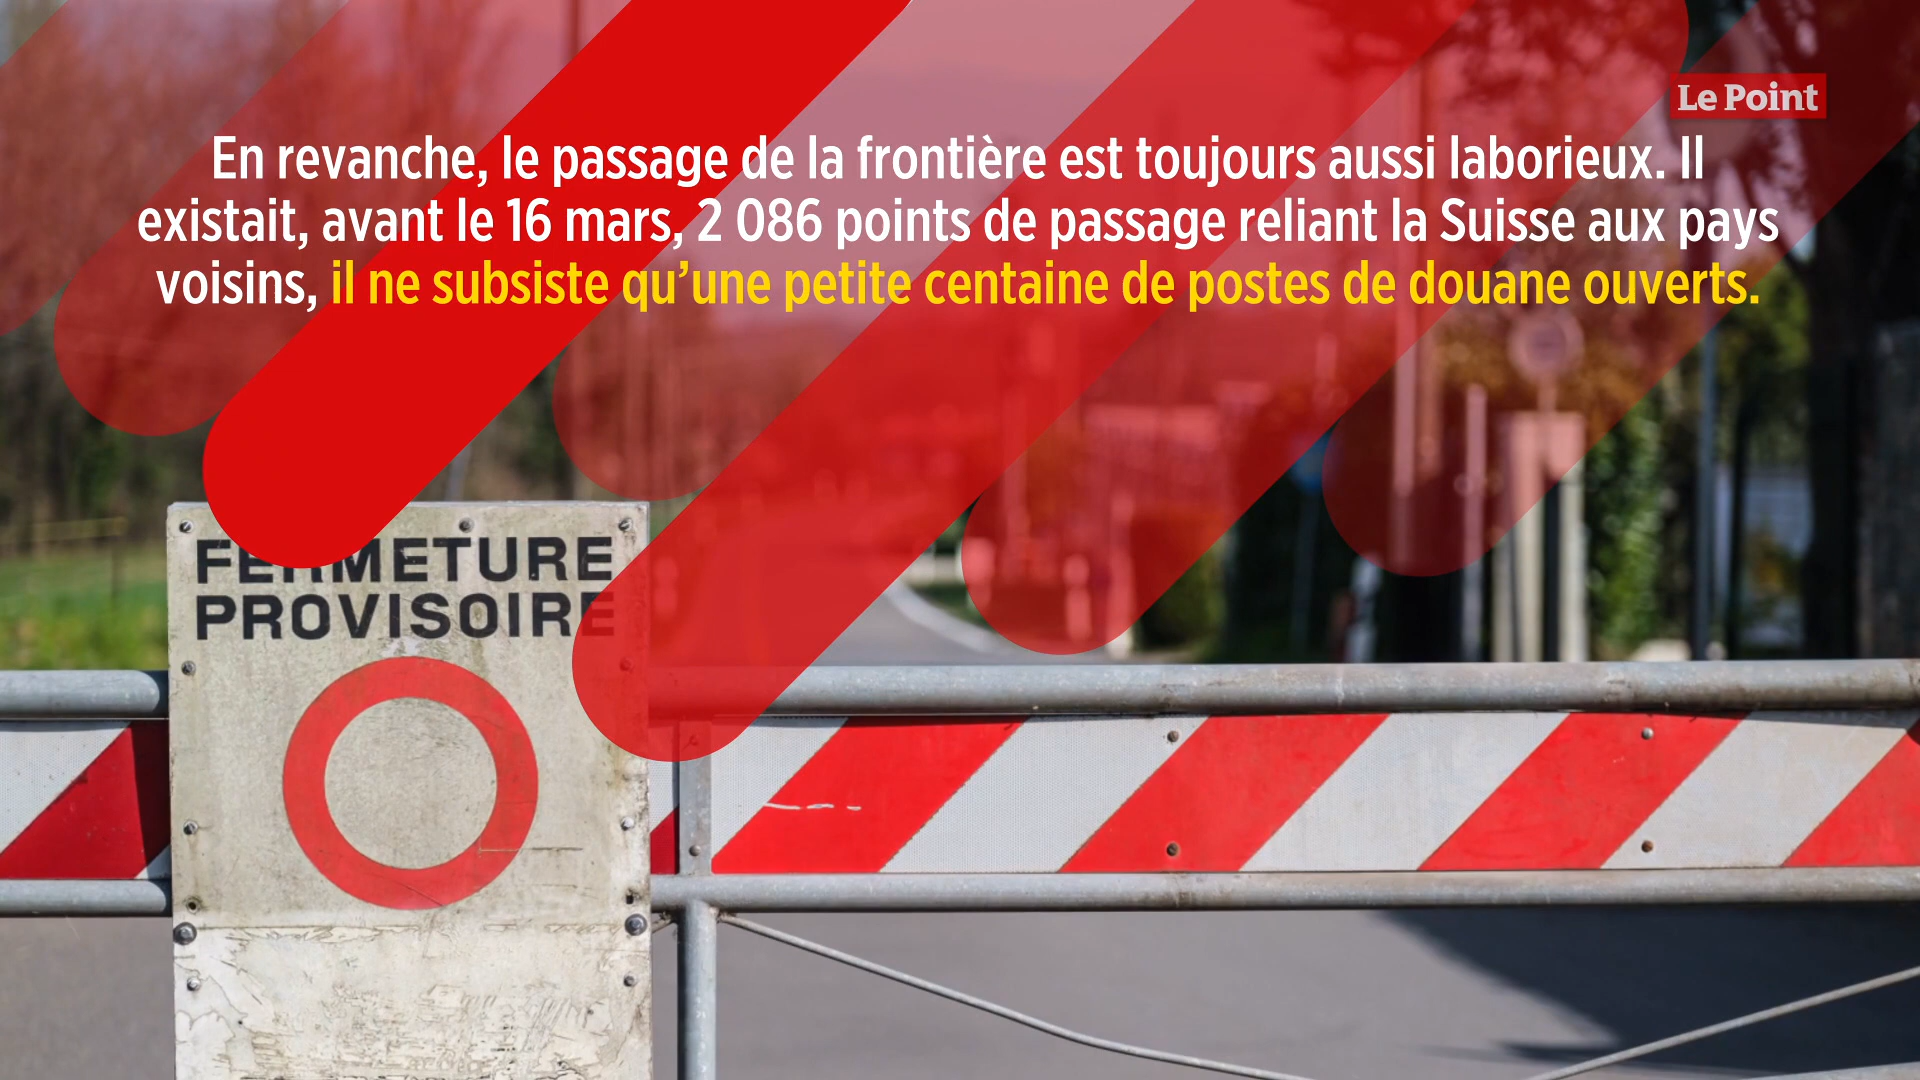 Le Point
En revanche, le passage de la frontière est toujours aussi laborieux. Il
existait, avant le 16 mars, 2 086 points de passage reliant la Suisse aux pays
voisins, il ne subsiste qu’une petite centaine de postes de douane ouverts.
FERMETURE
PROVISOIRE